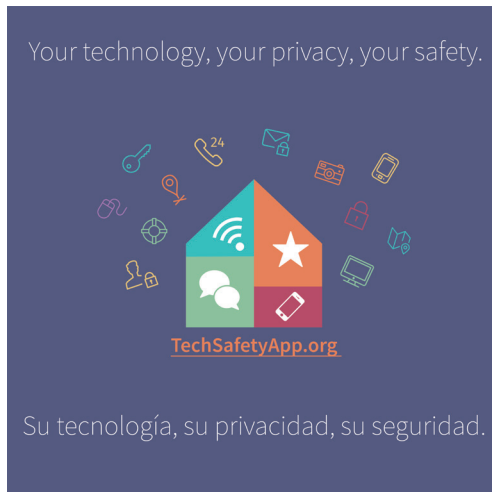 Your technology, your privacy, your safety.
24
TechSafetyApp.org
Su tecnología, su privacidad, su seguridad.